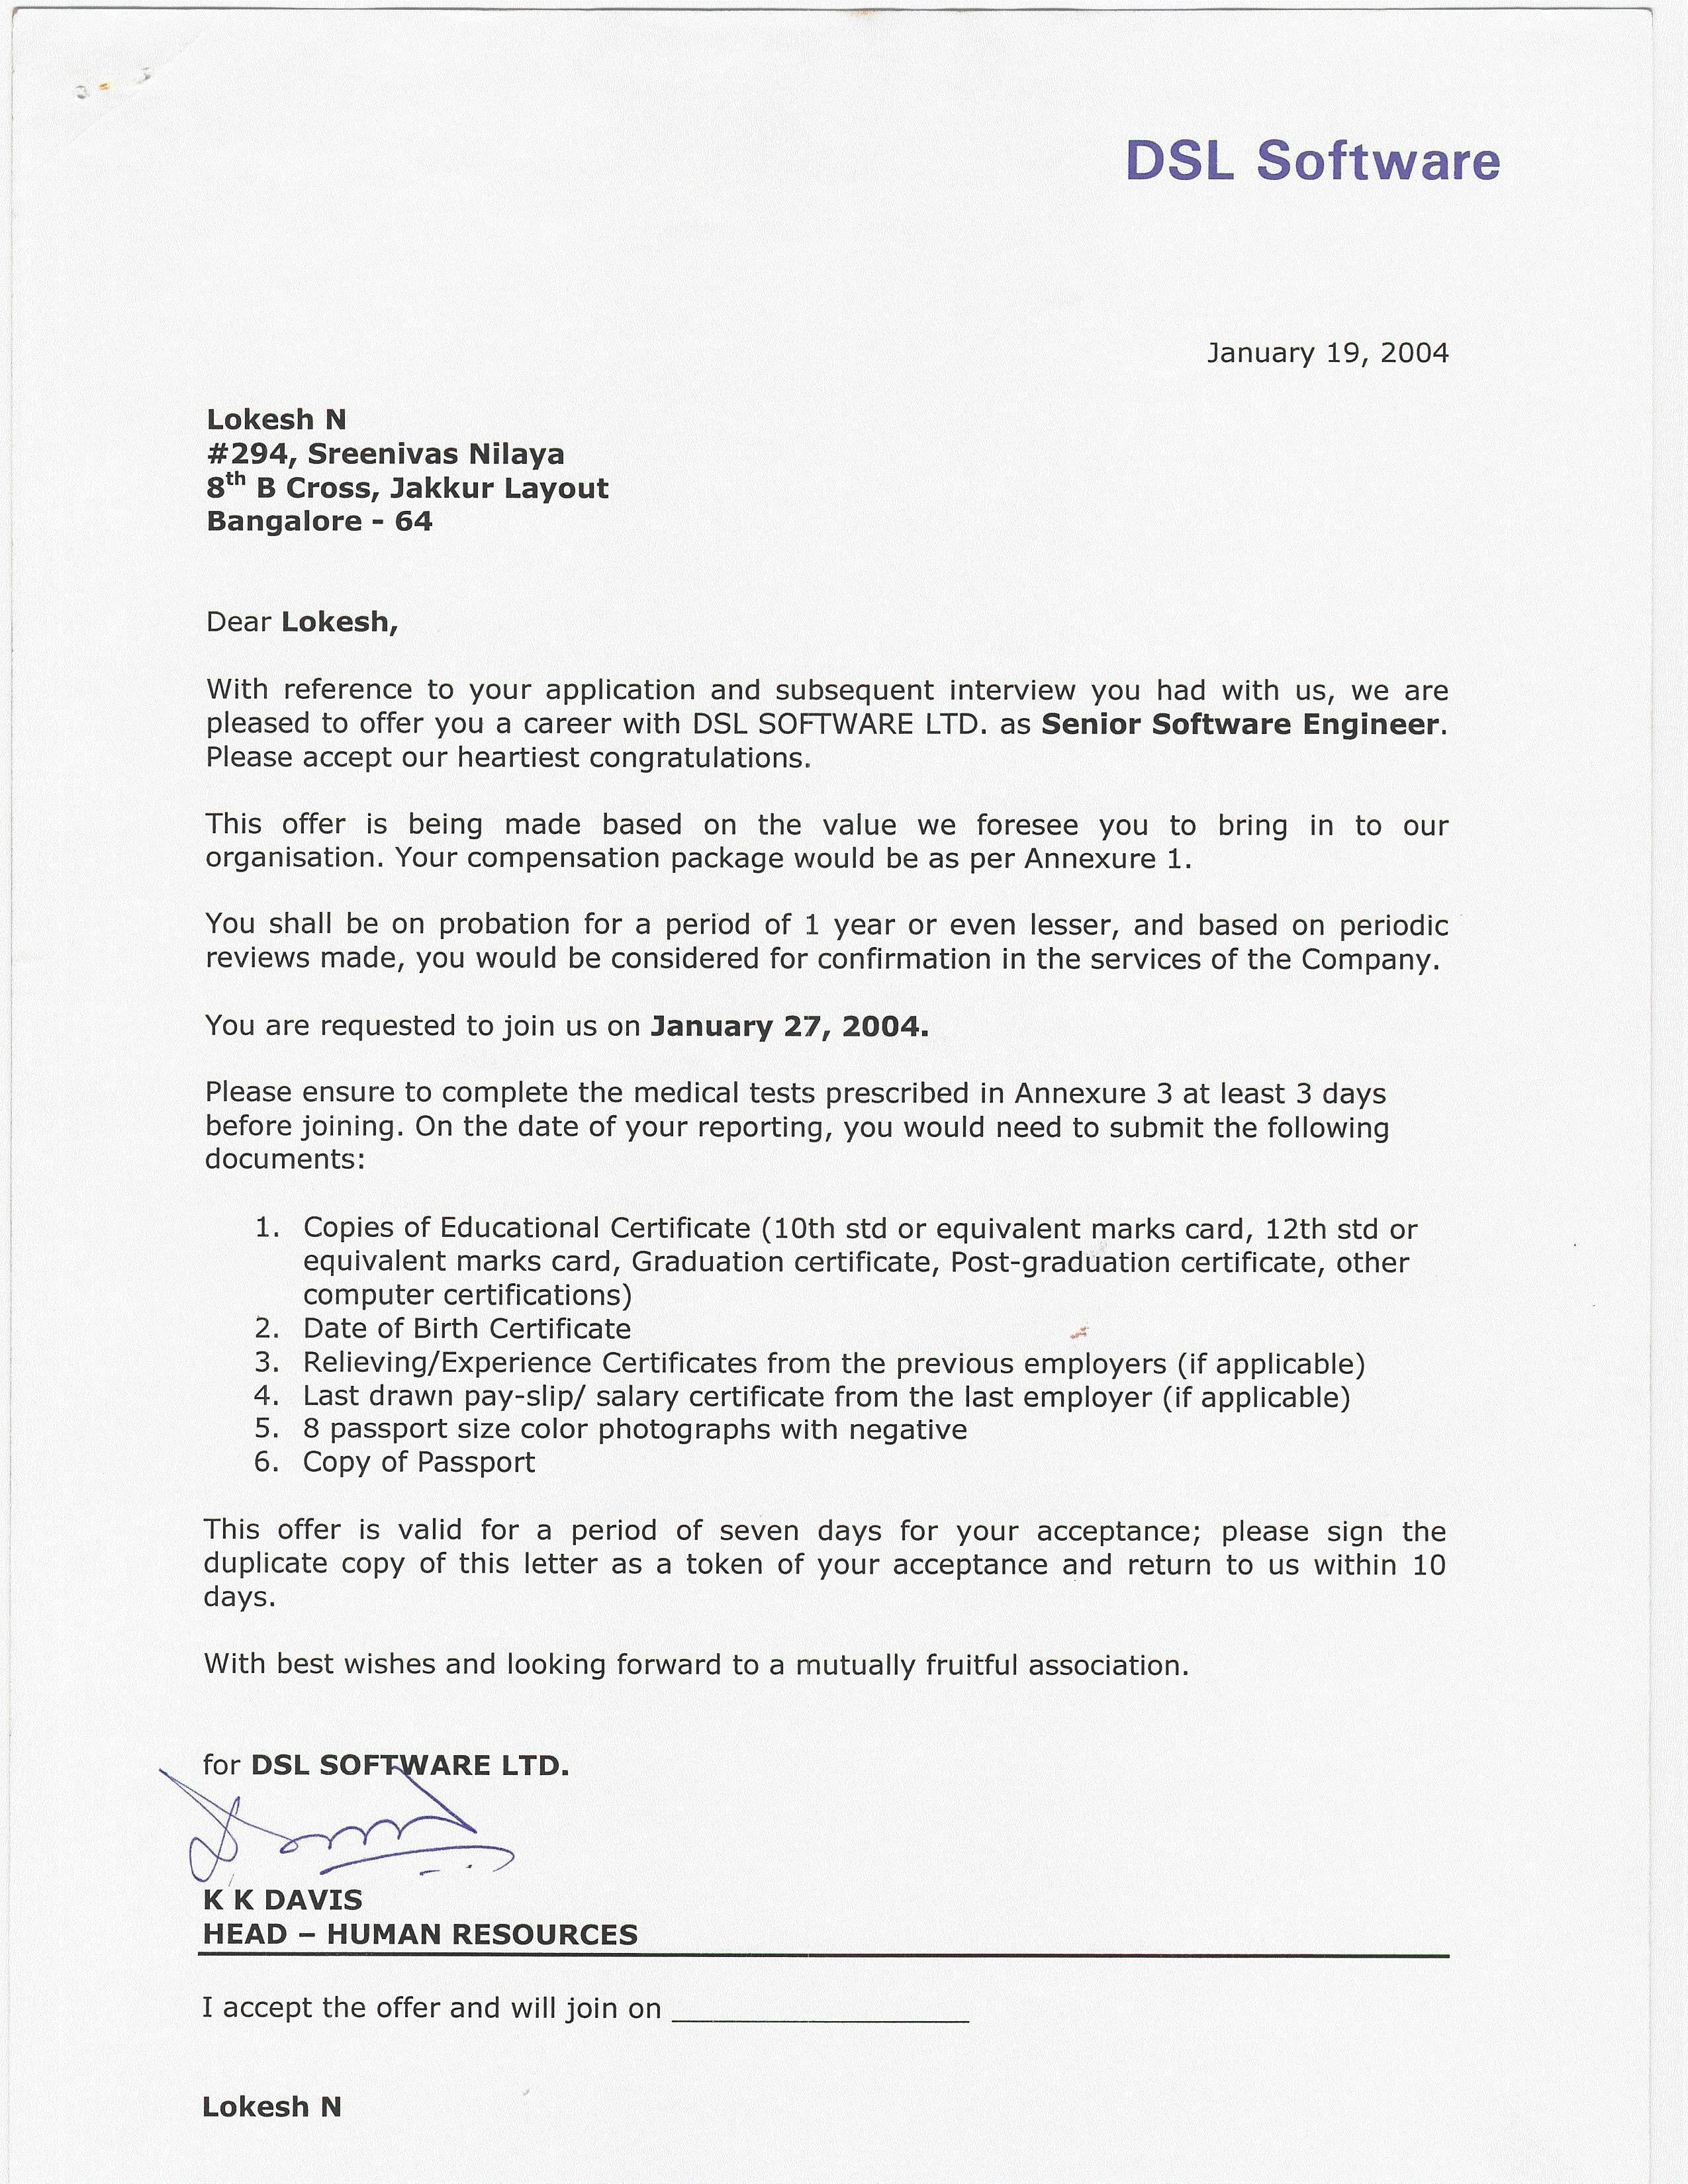 DSL Software
January 19, 2004
Lokesh N
#294, Sreenivas Nilaya
8th B Cross, Jakkur Layout
Bangalore - 64
Dear Lokesh,
With reference to your application and subsequent interview you had with us, we are
pleased to offer you a career with DSL SOFTWARE LTD. as Senior Software Engineer.
Please accept our heartiest congratulations.
This offer is being made based on the value we foresee you to bring in to our
organisation. Your compensation package would be as per Annexure 1.
You shall be on probation for a period of 1 year or even lesser, and based on periodic
reviews made, you would be considered for confirmation in the services of the Company.
You are requested to join us on January 27, 2004.
Please ensure to complete the medical tests prescribed in Annexure 3 at least 3 days
before joining. On the date of your reporting, you would need to submit the following
documents:
1. Copies of Educational Certificate (10th std or equivalent marks card, 12th std or
equivalent marks card, Graduation certificate, Post-graduation certificate, other
computer certifications)
2. Date of Birth Certificate
3. Relieving/Experience Certificates from the previous employers (if applicable)
4. Last drawn pay-slip/ salary certificate from the last employer (if applicable)
5. 8 passport size color photographs with negative
6. Copy of Passport
This offer is valid for a period of seven days for your acceptance; please sign the
duplicate copy of this letter as a token of your acceptance and return to us within 10
days.
With best wishes and looking forward to a mutually fruitful association.
for DSL SOFTWARE LTD.
K K DAVIS
HEAD – HUMAN RESOURCES
I accept the offer and will join on ____________________
Lokesh N